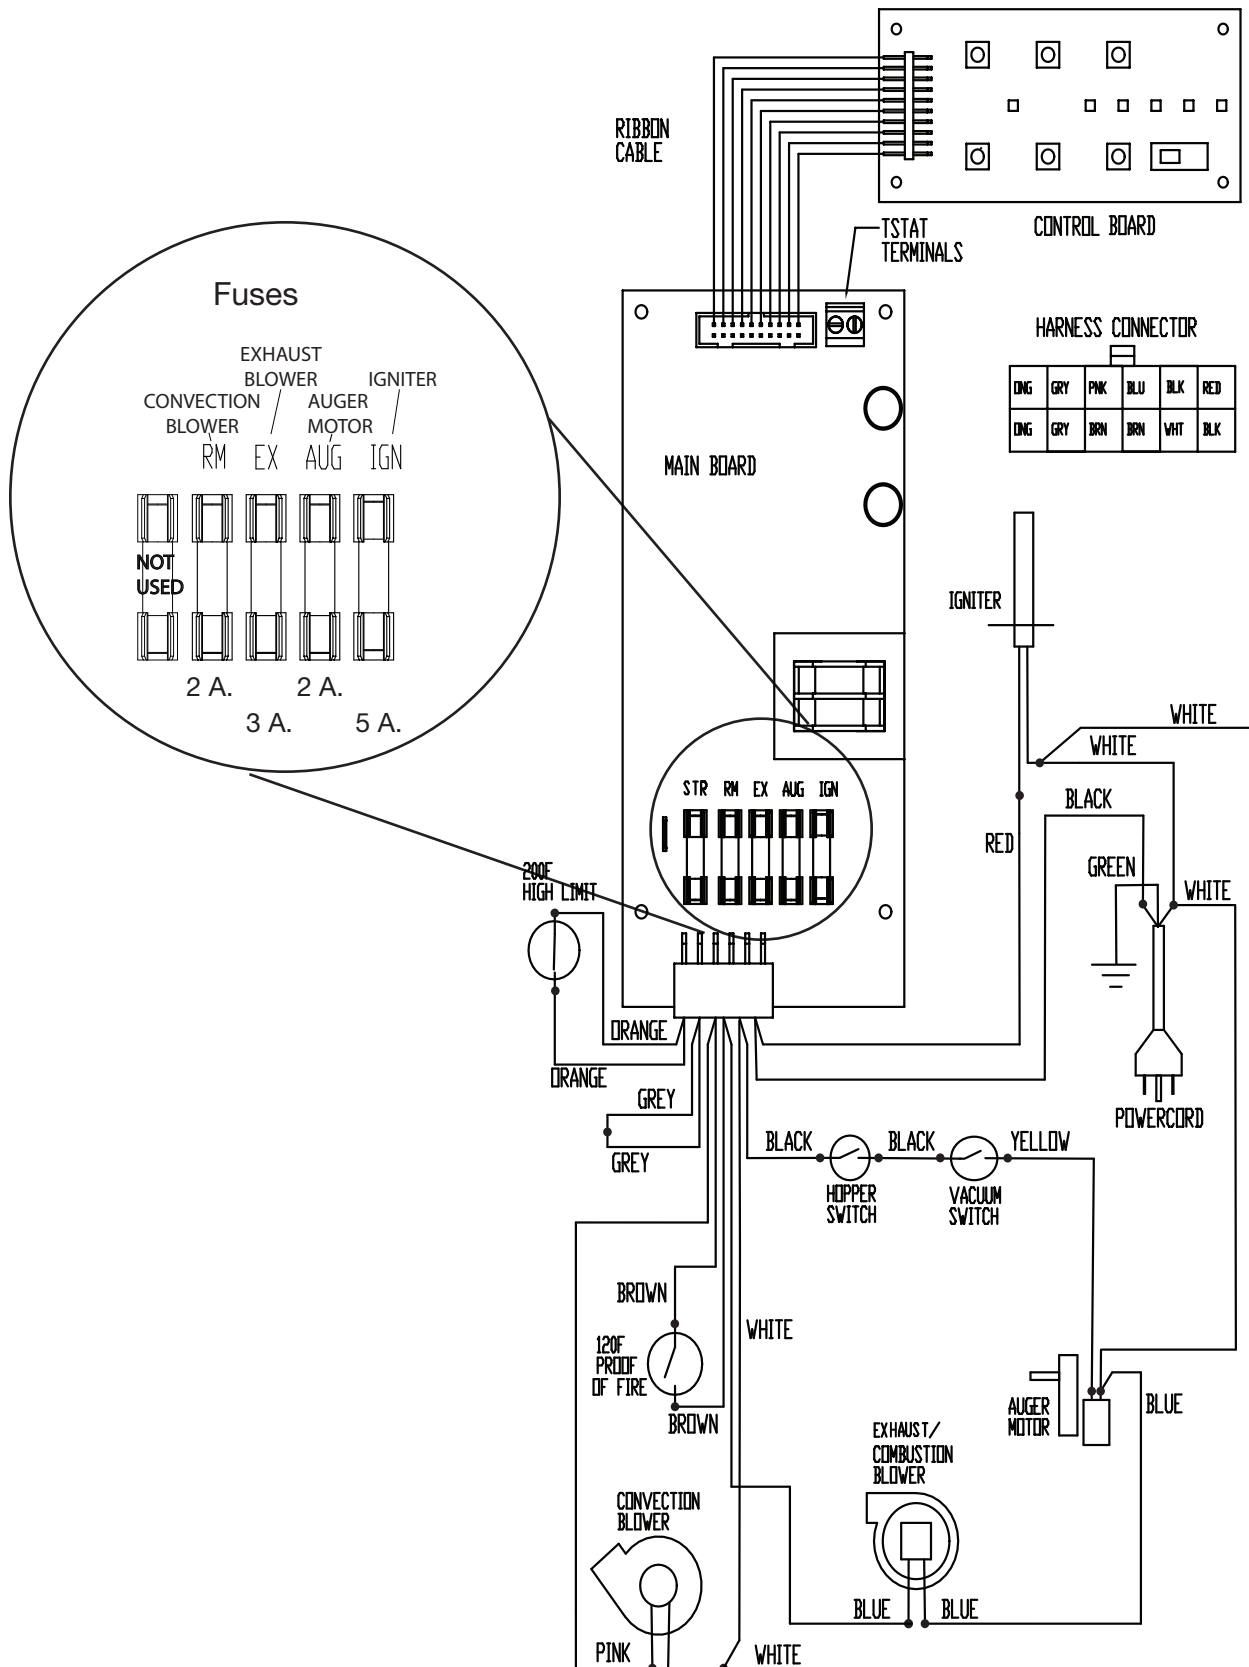 RIBBON
CABLE
CONTROL BOARD
TSTAT
TERMINALS
HARNESS CONNECTOR
ONG GRY PNK BLU BLK RED
ONG GRY BRN BRN WHT BLK
Fuses
EXHAUST
BLOWER
IGNITER
CONVECTION
BLOWER
AUGER
MOTOR
RM EX AUG IGN
NOT
USED
2 A. 2 A.
3 A. 5 A.
MAIN BOARD
IGNITER
WHITE
WHITE
BLACK
STR RM EX AUG IGN
RED
GREEN
WHITE
200F
HIGH LIMIT
ORANGE
ORANGE
GREY
GREY
POWERCORD
BLACK
BLACK
YELLOW
HOPPER
SWITCH
VACUUM
SWITCH
BROWN
WHITE
120F
PROOF
OF FIRE
BROWN
AUGER
MOTOR
BLUE
EXHAUST/
COMBUSTION
BLOWER
CONVECTION
BLOWER
BLUE
BLUE
PINK
WHITE